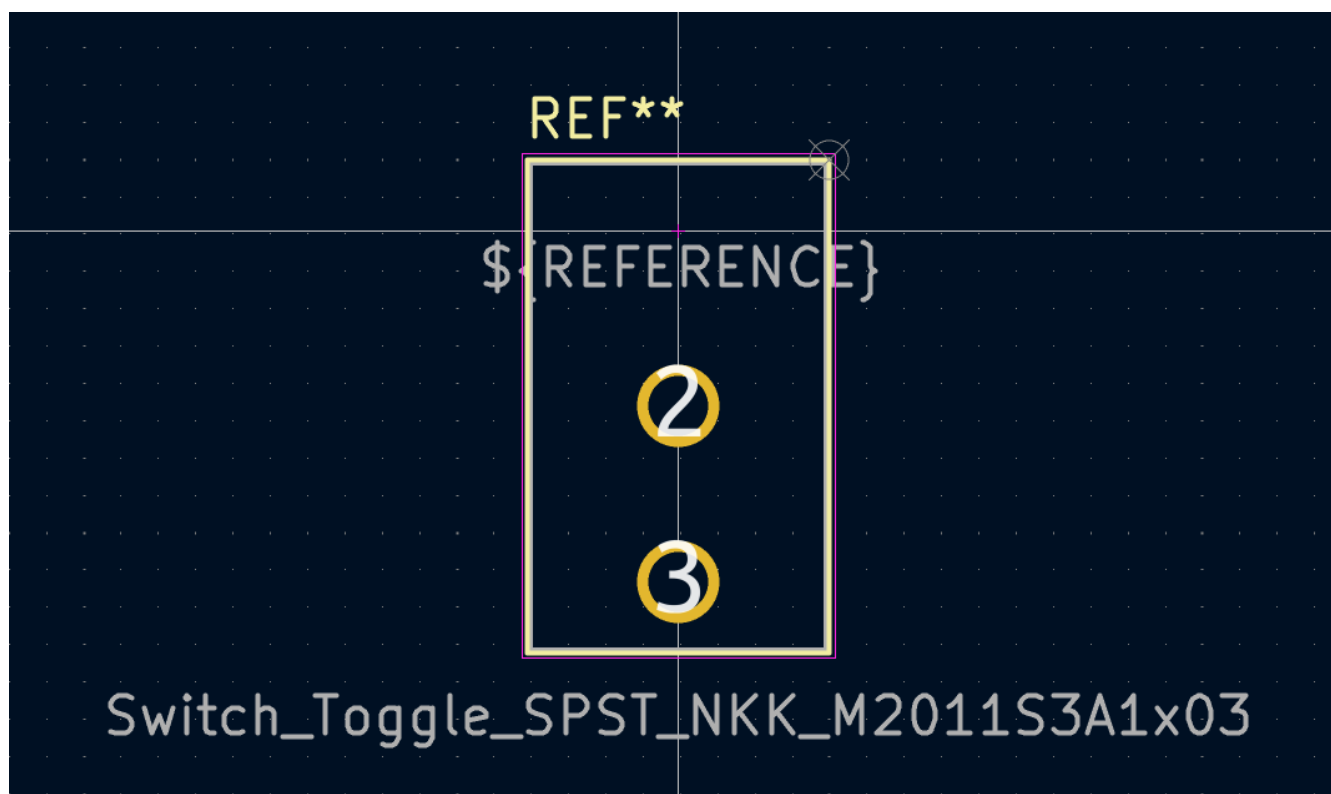 REF**
${REFERENCE}
2
3
Switch_Toggle_SPST_NKK_M2011S3A1x03